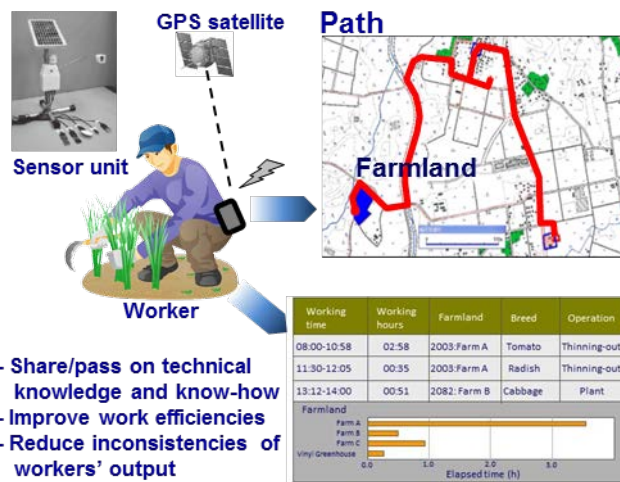 GPS satellite
Path
Sensor unit
Farmland
Worker
- Share/pass on technical
knowledge and know-how
- Improve work efficiencies
- Reduce inconsistencies of
workers' output
Working time Working hours Farmland Breed Operation
08:00-10:58 02:58 2003:Farm A Tomato Thinning-out
11:30-12:05 00:35 2003:Farm A Radish Thinning-out
13:12-14:00 00:51 2082: Farm B Cabbage Plant
Farmland
Farm A
Farm B
Farm C
Vinyl Greenhouse
0.0 1.0 2.0 3.0
Elapsed time (h)